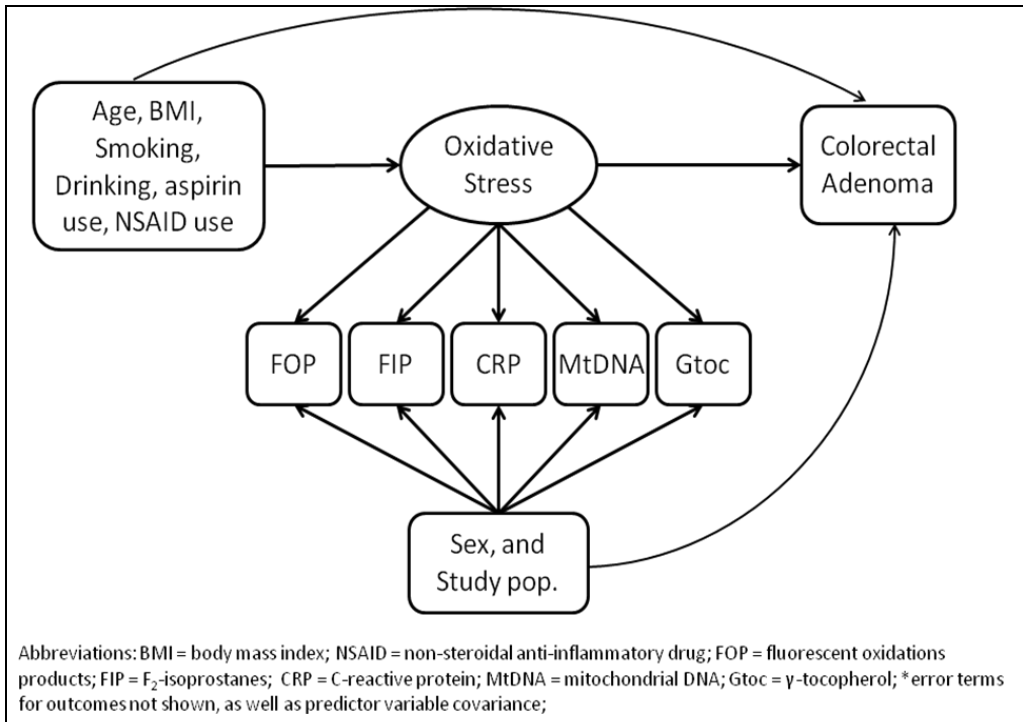 Age, BMI,
Smoking,
Drinking, aspirin
use, NSAID use
Oxidative
Stress
Colorectal
Adenoma
FOP
FIP
CRP
MtDNA
Gtoc
Sex, and
Study pop.
Abbreviations: BMI = body mass index; NSAID = non-steroidal anti-inflammatory drug; FOP = fluorescent oxidations
products; FIP = F₂-isoprostanes; CRP = C-reactive protein; MtDNA = mitochondrial DNA; Gtoc = γ-tocopherol; *error terms
for outcomes not shown, as well as predictor variable covariance;